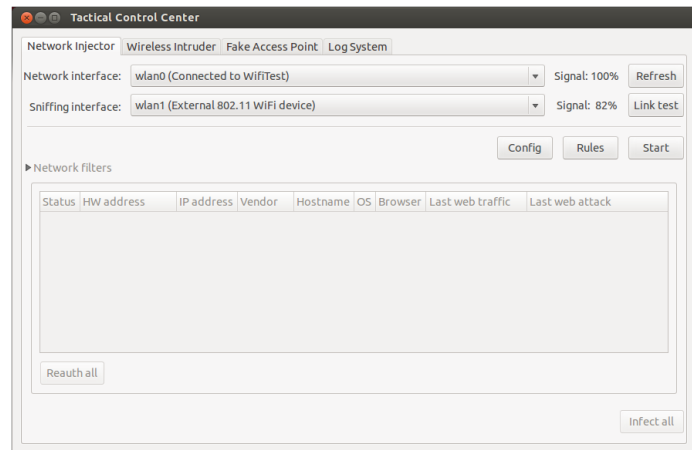 Tactical Control Center
Network Injector Wireless Intruder Fake Access Point Log System
Network interface: wlan0 (Connected to WifiTest) Signal: 100% Refresh
Sniffing interface: wlan1 (External 802.11 WiFi device) Signal: 82% Link test
Config Rules Start
Network filters
Status HW address IP address Vendor Hostname OS Browser Last web traffic Last web attack
Reauth all
Infect all